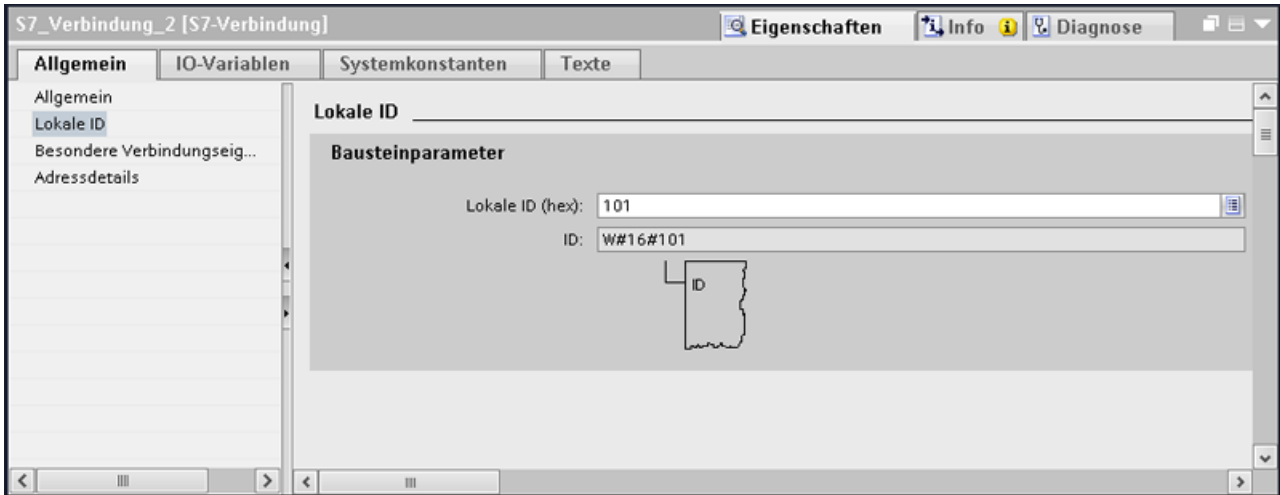 S7_Verbindung_2 [S7-Verbindung]
Eigenschaften
Info
Diagnose
Allgemein
IO-Variablen
Systemkonstanten
Texte
Allgemein
Lokale ID
Besondere Verbindungseig...
Adressdetails
Lokale ID
Bausteinparameter
Lokale ID (hex): 101
ID: W#16#101
ID